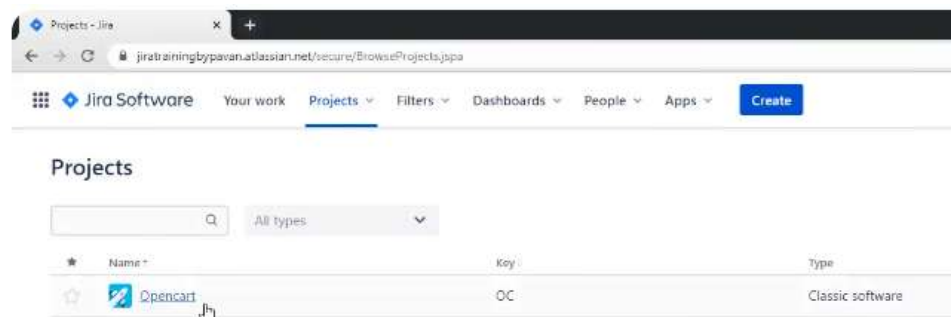 Projects - Jira
jiratrainingbypavan.atlassian.net/secure/BrowseProjects.jspa
Jira Software Your work Projects Filters Dashboards People Apps Create
Projects
All types
Name Key Type
Opencart OC Classic software